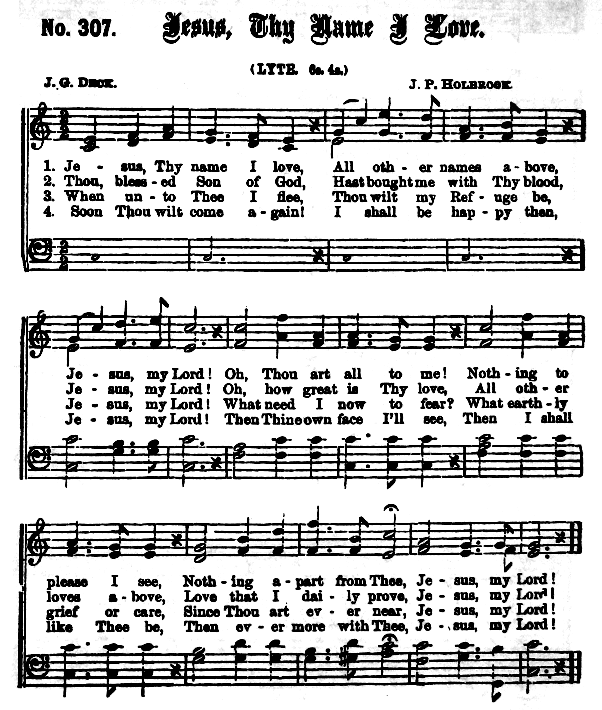 No. 307. Jesus, Thy Name I Love.
(LYTE. 6s. 4s.)
J. G. DECK. J. P. HOLBROOK.
1. Je - sus, Thy name I love, All oth - er names a - bove,
2. Thou, bless - ed Son of God, Hast bought me with Thy blood,
3. When un - to Thee I flee, Thou wilt my Ref - uge be,
4. Soon Thou wilt come a - gain! I shall be hap - py then,
Je - sus, my Lord! Oh, Thou art all to me! Noth - ing to
Je - sus, my Lord! Oh, how great is Thy love, All oth - er
Je - sus, my Lord! What need I now to fear? What earth - ly
Je - sus, my Lord! Then Thine own face I'll see, Then I shall
please I see, Noth - ing a - part from Thee, Je - sus, my Lord!
loves a - bove, Love that I dai - ly prove, Je - sus, my Lord!
grief or care, Since Thou art ev - er near, Je - sus, my Lord!
like Thee be, Then ev - er more with Thee, Je - sus, my Lord!